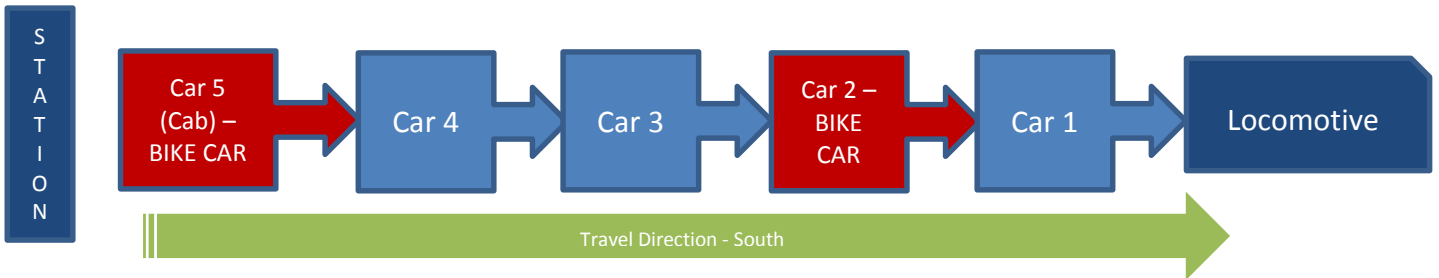 S
T
A
T
I
O
N
Car 5
(Cab) –
BIKE CAR
Car 4
Car 3
Car 2 –
BIKE
CAR
Car 1
Locomotive
Travel Direction - South